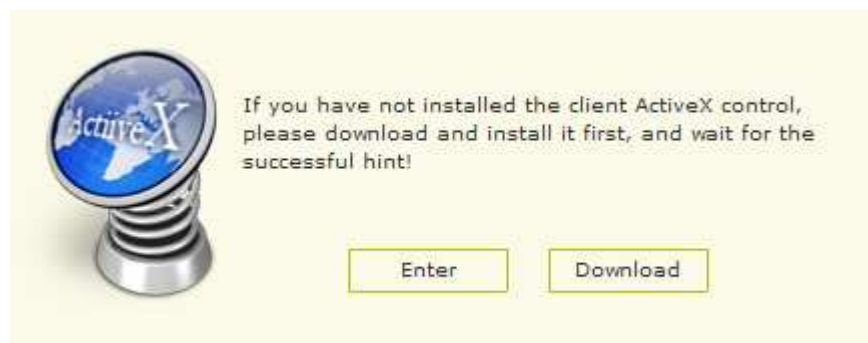 Actiive X
If you have not installed the client ActiveX control,
please download and install it first, and wait for the
successful hint!
Enter
Download